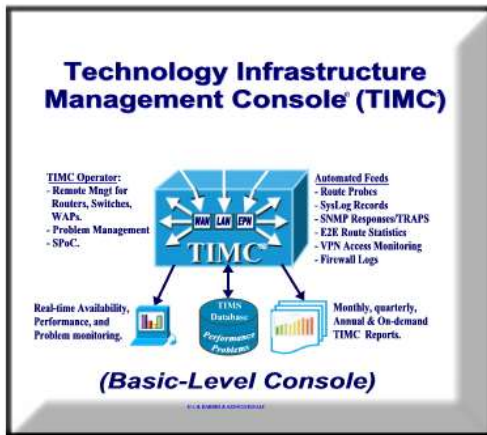 Technology Infrastructure
Management Console© (TIMC)
TIMC Operator:
- Remote Mngt for
Routers, Switches,
WAPs.
- Problem Management
- SPoC.
WAN LAN EPN
TIMC
Automated Feeds
- Route Probes
- SysLog Records
- SNMP Responses/TRAPS
- E2E Route Statistics
- VPN Access Monitoring
- Firewall Logs
Real-time Availability,
Performance, and
Problem monitoring.
TIMS
Database
Performance
Problems
Monthly, quarterly,
Annual & On-demand
TIMC Reports.
(Basic-Level Console)